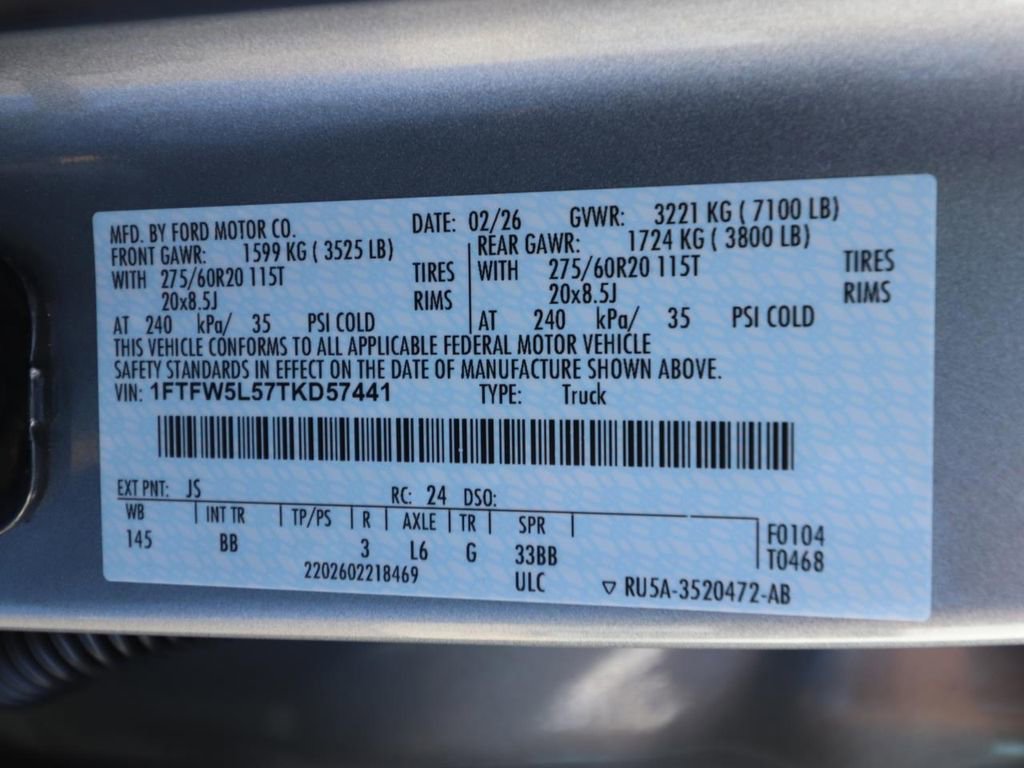 MFD. BY FORD MOTOR CO. DATE: 02/26 GVWR: 3221 KG ( 7100 LB)
FRONT GAWR: 1599 KG ( 3525 LB) REAR GAWR: 1724 KG ( 3800 LB)
WITH 275/60R20 115T TIRES WITH 275/60R20 115T TIRES
20x8.5J RIMS 20x8.5J RIMS
AT 240 kPa/ 35 PSI COLD AT 240 kPa/ 35 PSI COLD
THIS VEHICLE CONFORMS TO ALL APPLICABLE FEDERAL MOTOR VEHICLE
SAFETY STANDARDS IN EFFECT ON THE DATE OF MANUFACTURE SHOWN ABOVE.
VIN: 1FTFW5L57TKD57441 TYPE: Truck
EXT PNT: JS RC: 24 DSO:
WB INT TR TP/PS R AXLE TR SPR F0104
145 BB 3 L6 G 33BB T0468
2202602218469 ULC RU5A-3520472-AB